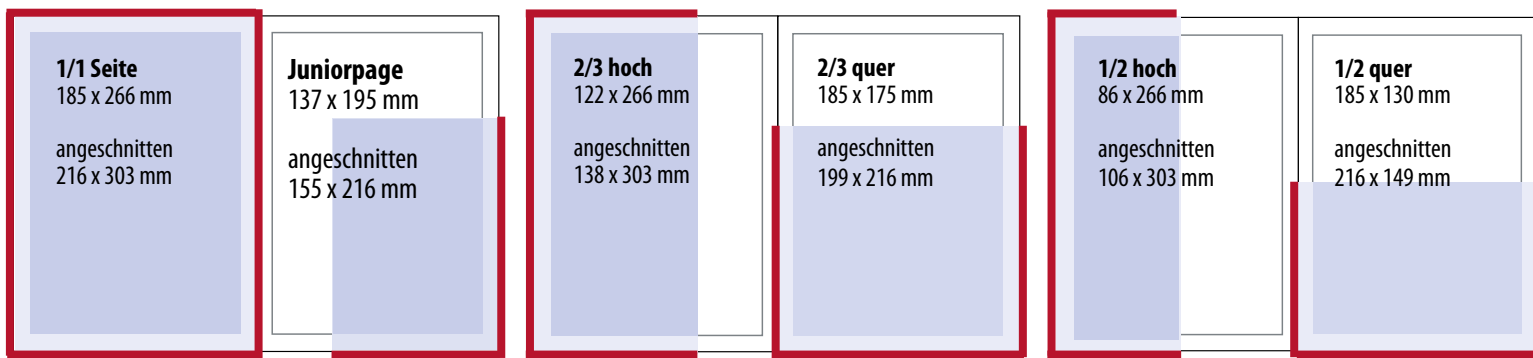 1/1 Seite
185 x 266 mm
angeschnitten
216 x 303 mm
Juniorpage
137 x 195 mm
angeschnitten
155 x 216 mm
2/3 hoch
122 x 266 mm
angeschnitten
138 x 303 mm
2/3 quer
185 x 175 mm
angeschnitten
199 x 216 mm
1/2 hoch
86 x 266 mm
angeschnitten
106 x 303 mm
1/2 quer
185 x 130 mm
angeschnitten
216 x 149 mm